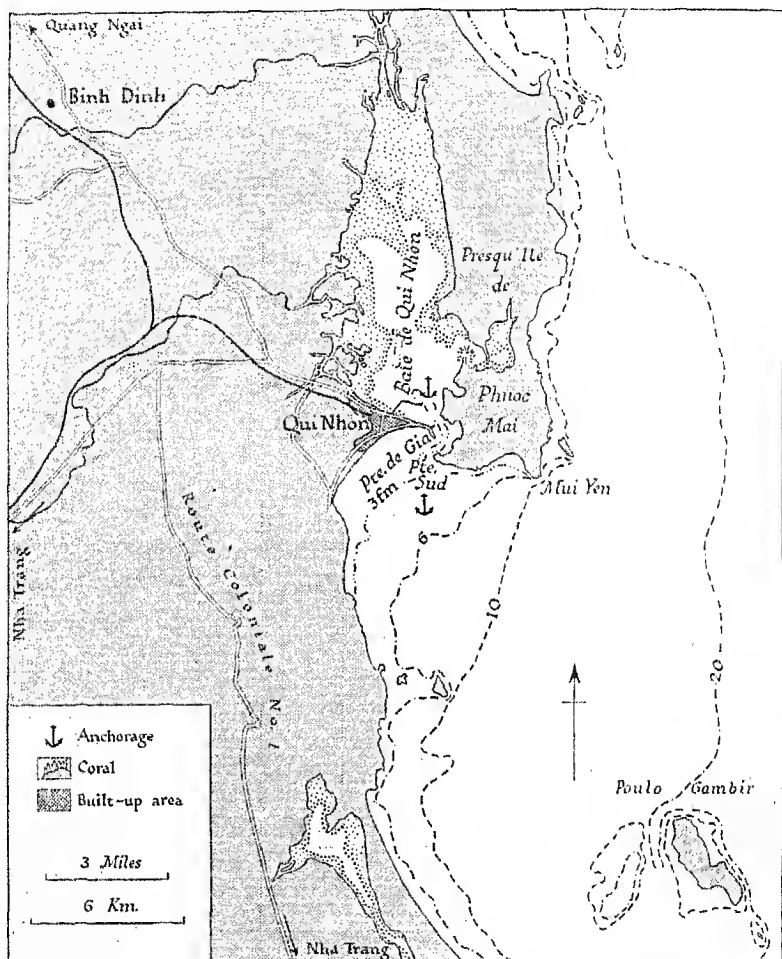 Quang Ngai
Binh Dinh
Baie de Qui Nhon
Presqu'Ile
de
Phuoc
Mai
Qui Nhon
Pte. de Gia
Pte.
Sud
3fm
Mui Yen
6
10
20
Route Coloniale No. 1
Nha Trang
Poulo Gambir
Anchorage
Coral
Built-up area
3 Miles
6 Km.
Nha Trang